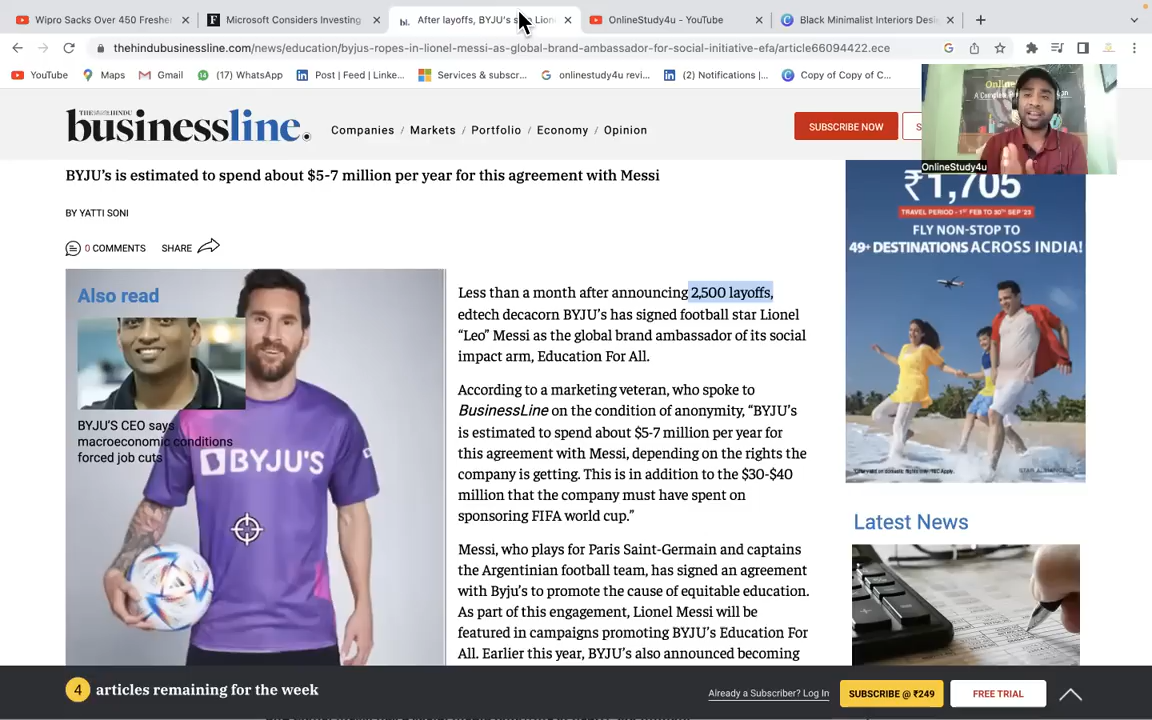 Wipro Sacks Over 450 Fresher
Microsoft Considers Investing
After layoffs, BYJU's s Lion
OnlineStudy4u - YouTube
Black Minimalist Interiors Desi
thehindubusinessline.com/news/education/byjus-ropes-in-lionel-messi-as-global-brand-ambassador-for-social-initiative-efa/article66094422.ece
YouTube
Maps
Gmail
(17) WhatsApp
Post | Feed | Linke...
Services & subscr...
onlinestudy4u revi...
(2) Notifications |...
Copy of Copy of C...
THE HINDU
businessline.
Companies / Markets / Portfolio / Economy / Opinion
SUBSCRIBE NOW
S
OnlineStudy4u
BYJU's is estimated to spend about $5-7 million per year for this agreement with Messi
BY YATTI SONI
0 COMMENTS
SHARE
Also read
BYJU'S CEO says
macroeconomic conditions
forced job cuts
BYJU'S
Less than a month after announcing 2,500 layoffs,
edtech decacorn BYJU's has signed football star Lionel
“Leo” Messi as the global brand ambassador of its social
impact arm, Education For All.
According to a marketing veteran, who spoke to
BusinessLine on the condition of anonymity, “BYJU's
is estimated to spend about $5-7 million per year for
this agreement with Messi, depending on the rights the
company is getting. This is in addition to the $30-$40
million that the company must have spent on
sponsoring FIFA world cup.”
Messi, who plays for Paris Saint-Germain and captains
the Argentinian football team, has signed an agreement
with Byju's to promote the cause of equitable education.
As part of this engagement, Lionel Messi will be
featured in campaigns promoting BYJU's Education For
All. Earlier this year, BYJU's also announced becoming
₹1,705
TRAVEL PERIOD - 1ST FEB TO 30TH SEP '23
FLY NON-STOP TO
49+ DESTINATIONS ACROSS INDIA!
Latest News
4 articles remaining for the week
Already a Subscriber? Log In
SUBSCRIBE @ ₹249
FREE TRIAL